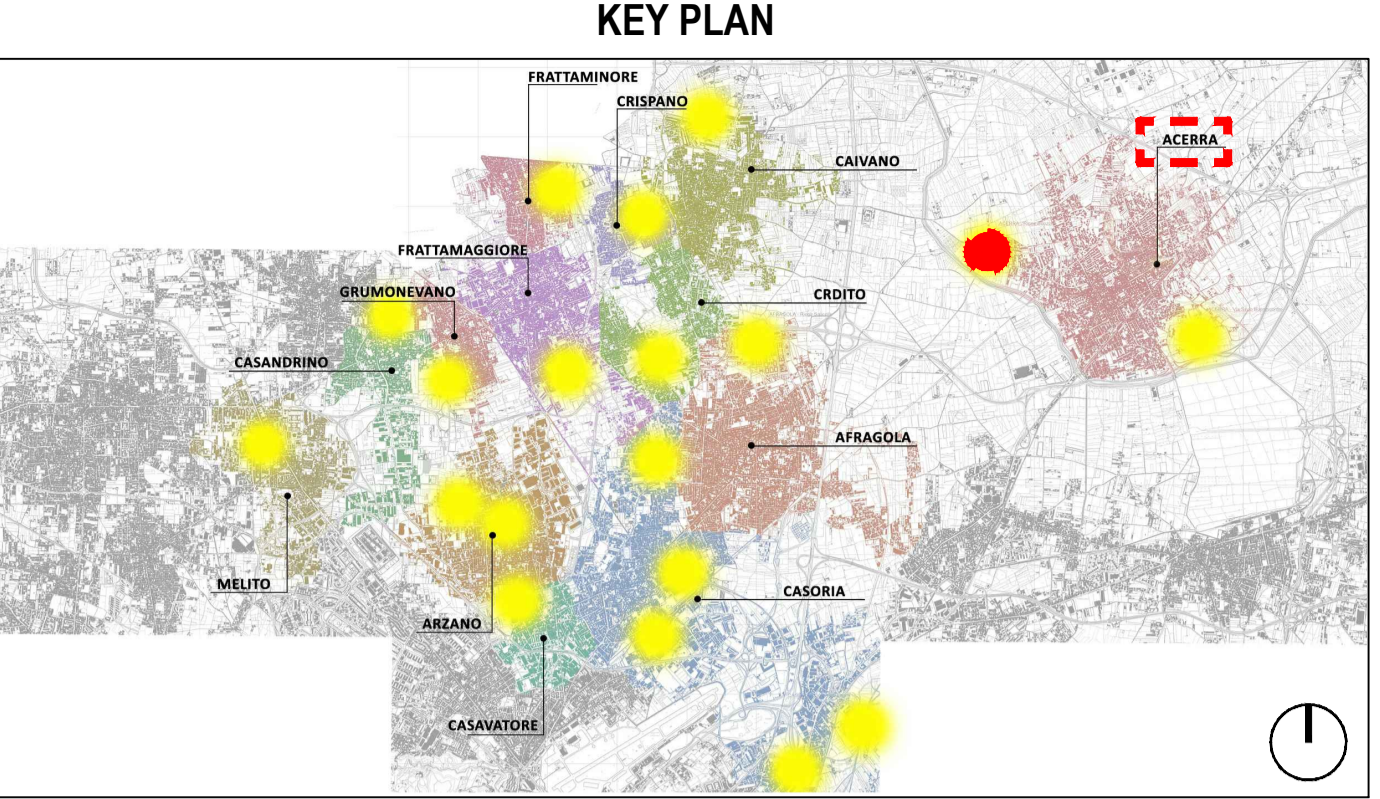 KEY PLAN
FRATTAMINORE
CRISPANO
ACERRA
CAIVANO
FRATTAMAGGIORE
GRUMONEVANO
CRDITO
CASANDRINO
AFRAGOLA
MELITO
CASORIA
ARZANO
CASAVATORE